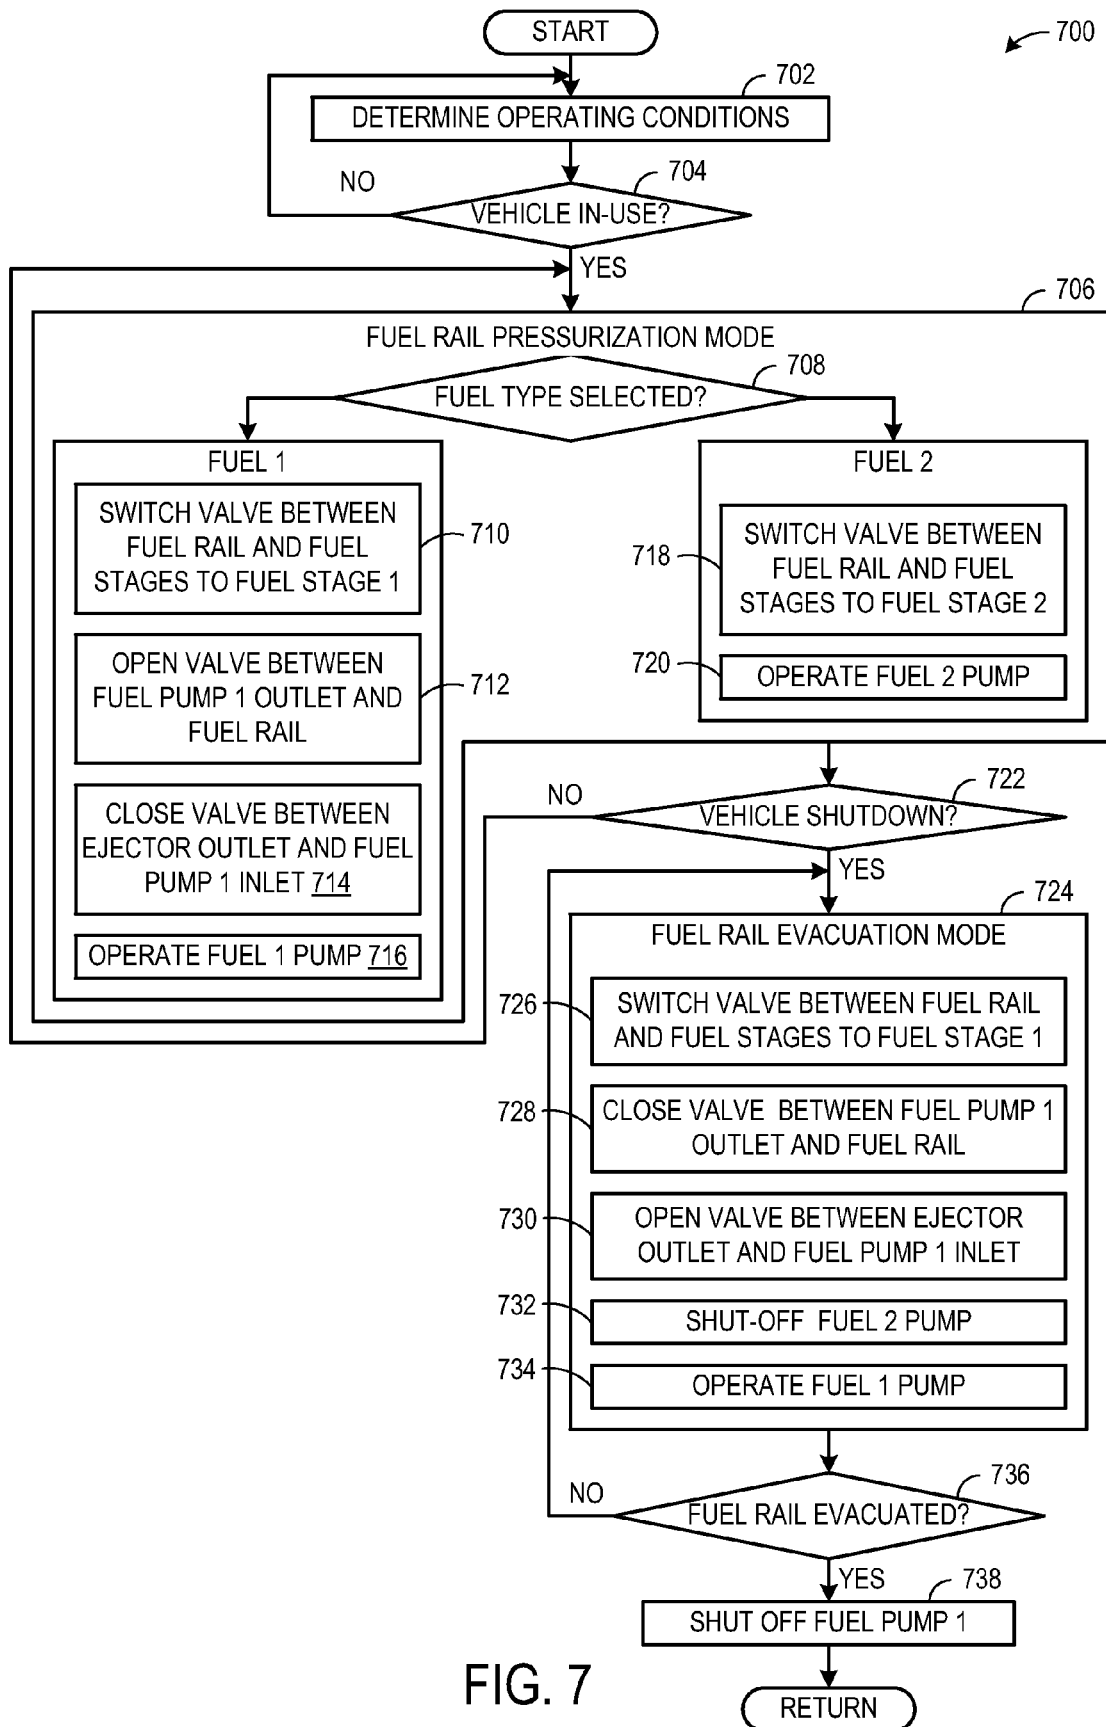 START
700
702
DETERMINE OPERATING CONDITIONS
NO
704
VEHICLE IN-USE?
YES
706
FUEL RAIL PRESSURIZATION MODE
708
FUEL TYPE SELECTED?
FUEL 1
SWITCH VALVE BETWEEN
FUEL RAIL AND FUEL
STAGES TO FUEL STAGE 1
710
OPEN VALVE BETWEEN
FUEL PUMP 1 OUTLET AND
FUEL RAIL
712
CLOSE VALVE BETWEEN
EJECTOR OUTLET AND FUEL
PUMP 1 INLET 714
OPERATE FUEL 1 PUMP 716
FUEL 2
718
SWITCH VALVE BETWEEN
FUEL RAIL AND FUEL
STAGES TO FUEL STAGE 2
720
OPERATE FUEL 2 PUMP
NO
722
VEHICLE SHUTDOWN?
YES
724
FUEL RAIL EVACUATION MODE
726
SWITCH VALVE BETWEEN FUEL RAIL
AND FUEL STAGES TO FUEL STAGE 1
728
CLOSE VALVE BETWEEN FUEL PUMP 1
OUTLET AND FUEL RAIL
730
OPEN VALVE BETWEEN EJECTOR
OUTLET AND FUEL PUMP 1 INLET
732
SHUT-OFF FUEL 2 PUMP
734
OPERATE FUEL 1 PUMP
NO
736
FUEL RAIL EVACUATED?
YES
738
SHUT OFF FUEL PUMP 1
FIG. 7
RETURN